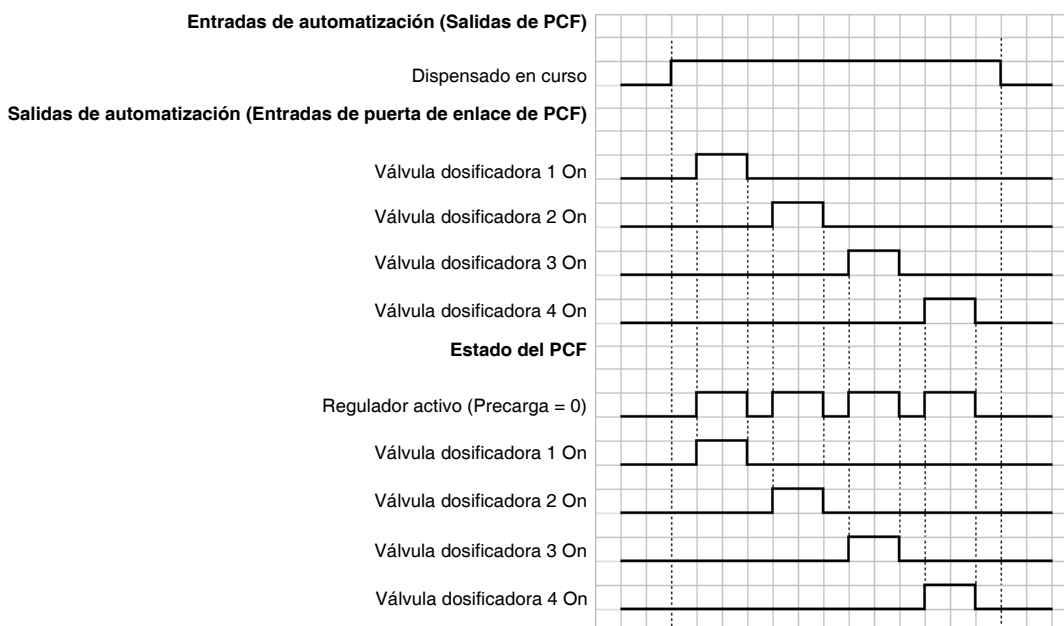 Entradas de automatización (Salidas de PCF)
Dispensado en curso
Salidas de automatización (Entradas de puerta de enlace de PCF)
Válvula dosificadora 1 On
Válvula dosificadora 2 On
Válvula dosificadora 3 On
Válvula dosificadora 4 On
Estado del PCF
Regulador activo (Precarga = 0)
Válvula dosificadora 1 On
Válvula dosificadora 2 On
Válvula dosificadora 3 On
Válvula dosificadora 4 On